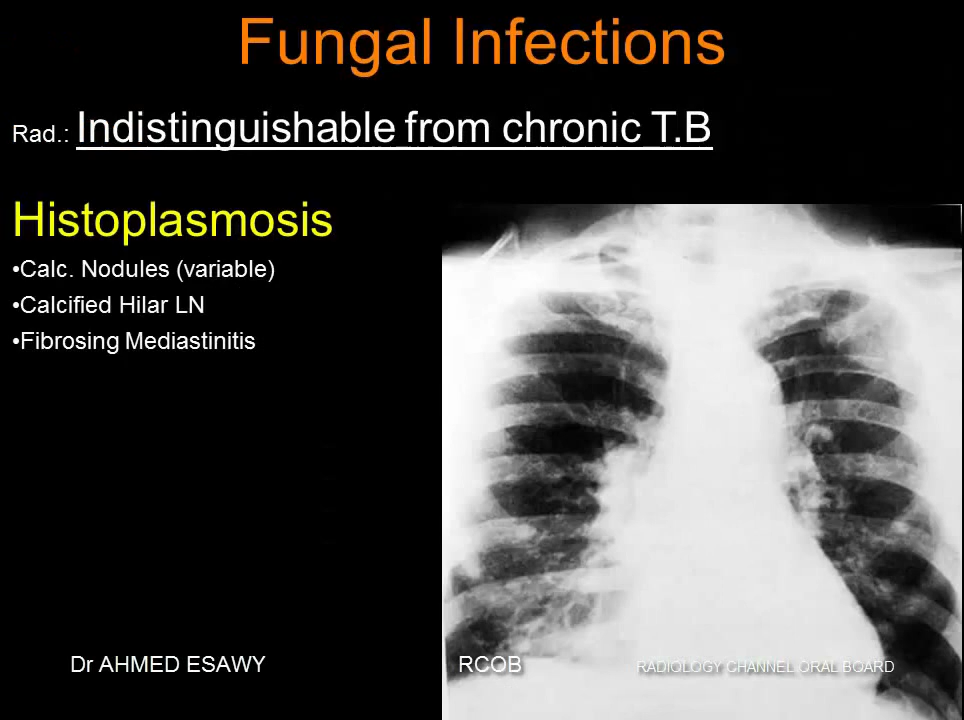 Fungal Infections
Rad.: Indistinguishable from chronic T.B
Histoplasmosis
•Calc. Nodules (variable)
•Calcified Hilar LN
•Fibrosing Mediastinitis
Dr AHMED ESAWY RCOB RADIOLOGY CHANNEL ORAL BOARD